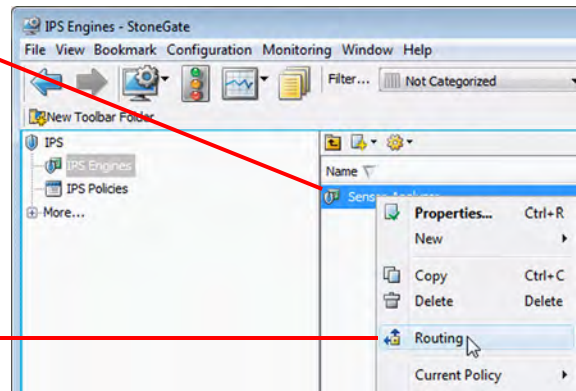 IPS Engines - StoneGate
File View Bookmark Configuration Monitoring Window Help
Filter... Not Categorized
New Toolbar Folder
IPS
IPS Engines
IPS Policies
More...
Name
Properties... Ctrl+R
New
Copy Ctrl+C
Delete Delete
Routing
Current Policy